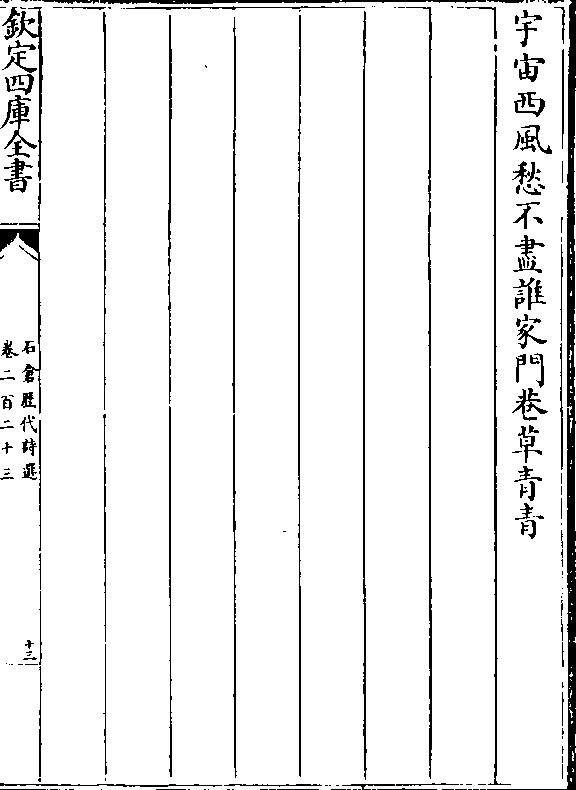 宇宙西風愁不盡誰家門巷草青青
欽定四庫全書
石倉歷代詩選
卷二百二十三
十三